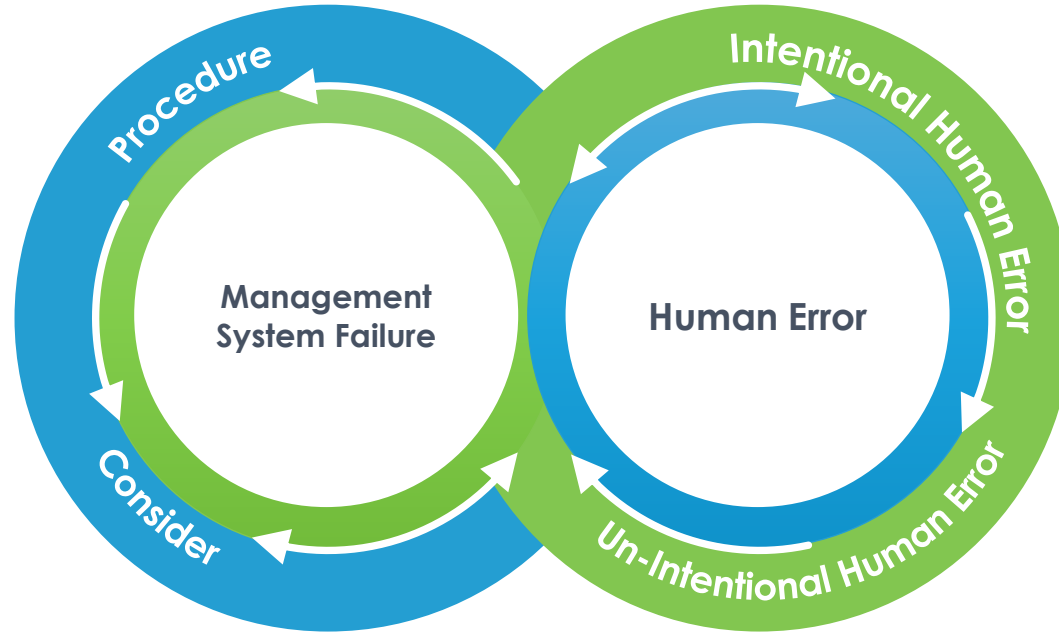 Procedure
Intentional Human Error
Management
System Failure
Human Error
Consider
Un-Intentional Human Error